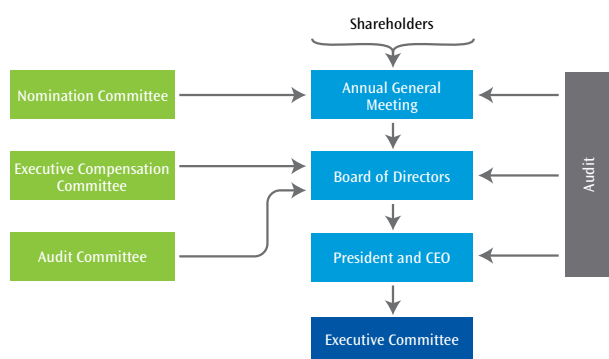 Shareholders
Nomination Committee
Annual General
Meeting
Executive Compensation
Committee
Board of Directors
Audit
Audit Committee
President and CEO
Executive Committee